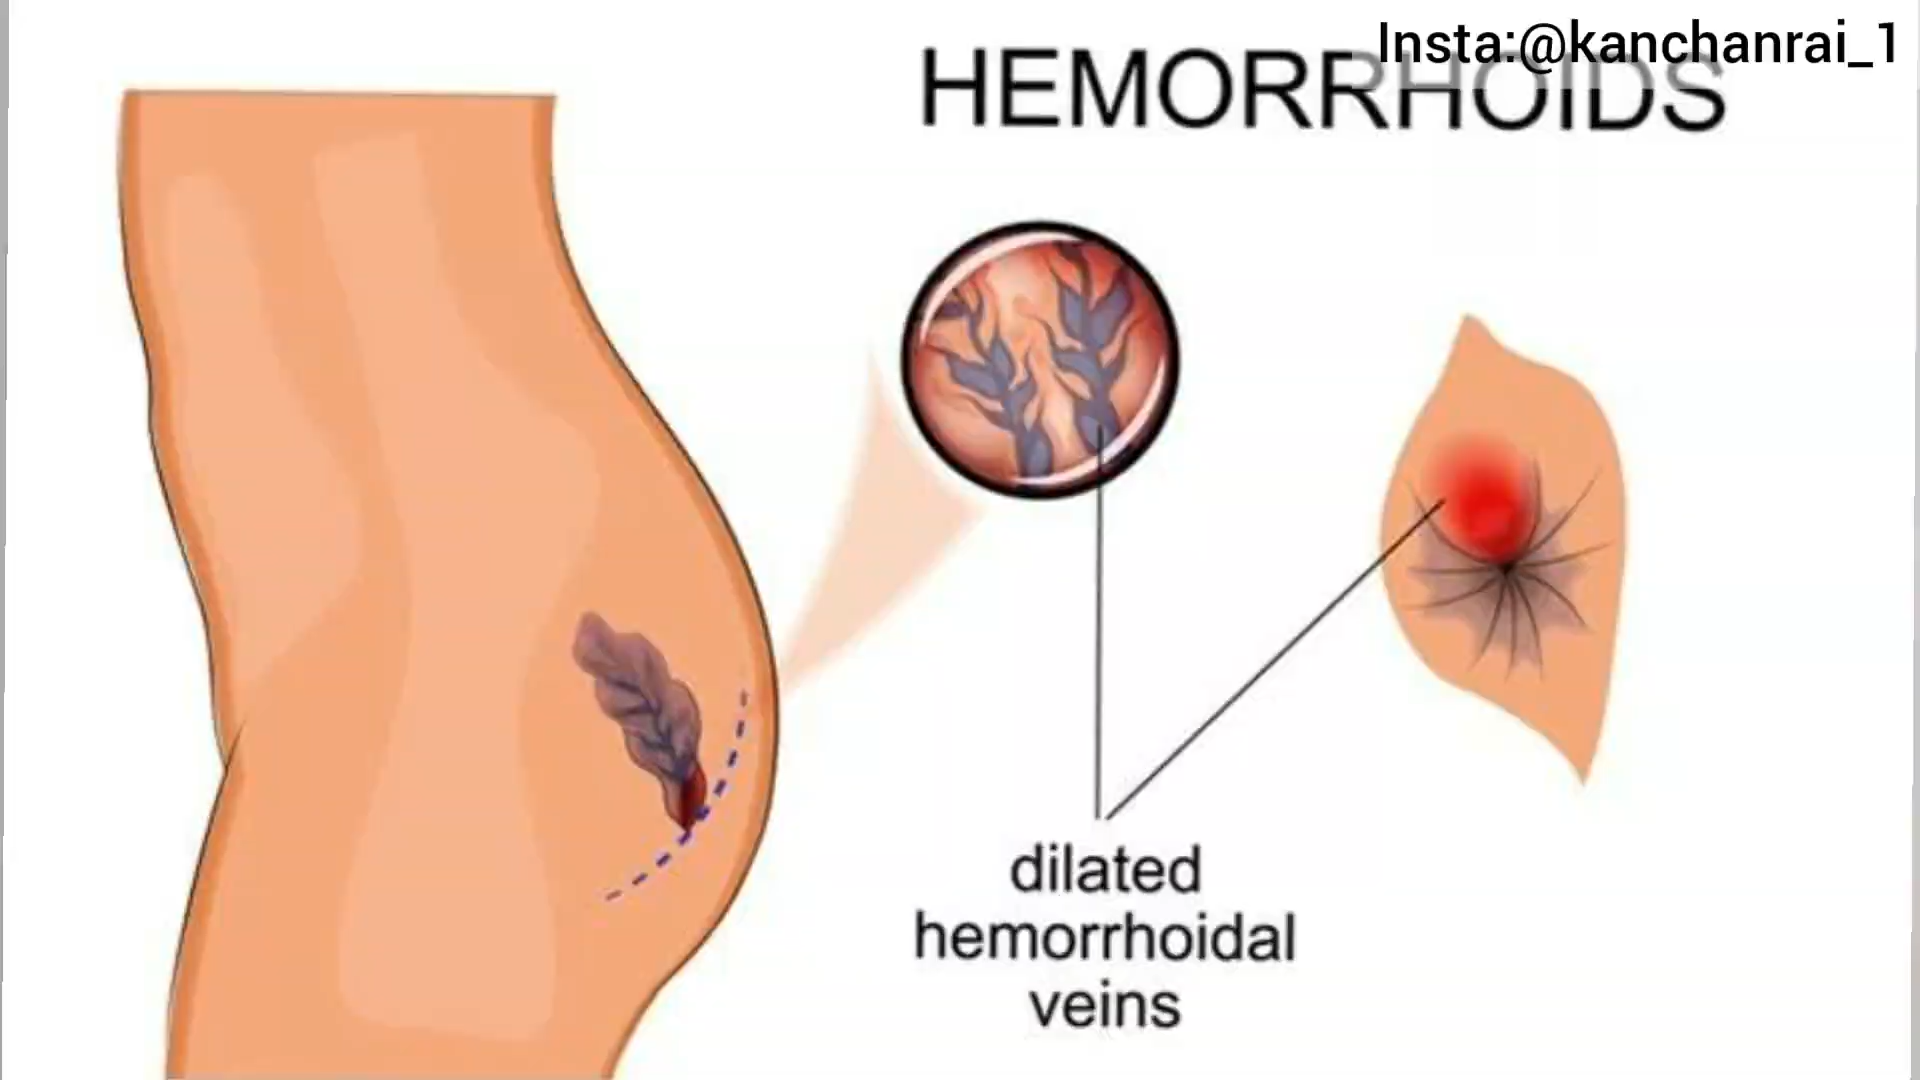 Insta:@kanchanrai_1
HEMORRHOIDS
dilated
hemorrhoidal
veins